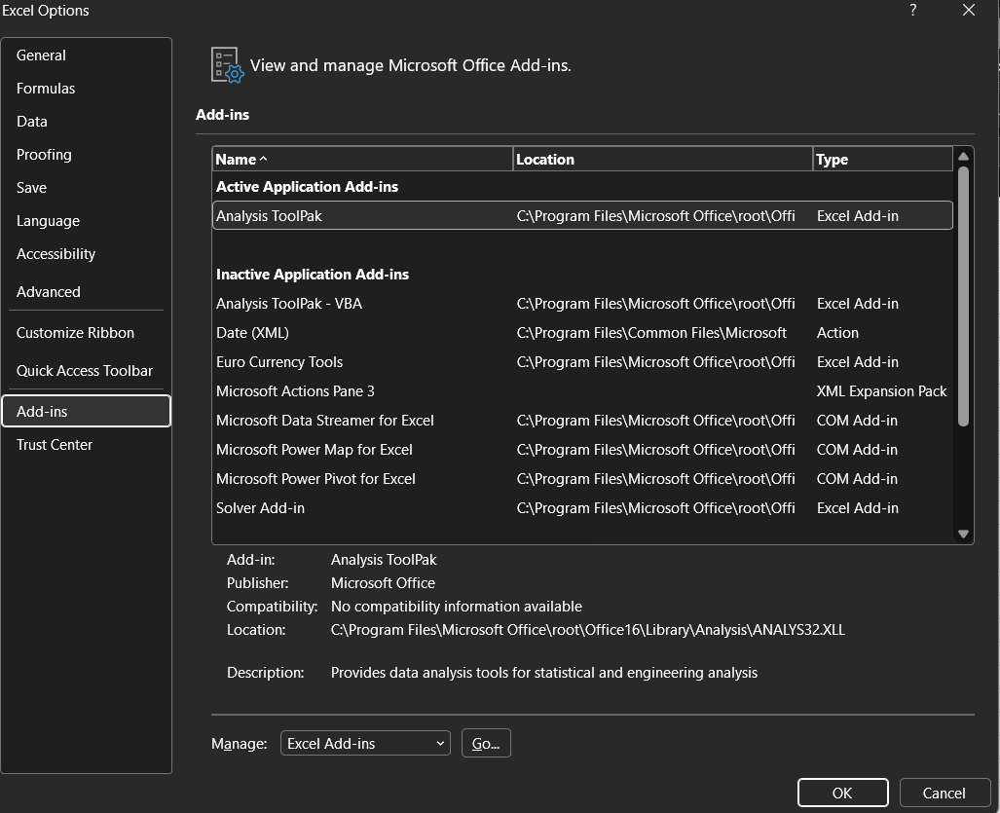 Excel Options
?
General
Formulas
Data
Proofing
Save
Language
Accessibility
Advanced
Customize Ribbon
Quick Access Toolbar
Add-ins
Trust Center
View and manage Microsoft Office Add-ins.
Add-ins
Name Location Type
Active Application Add-ins
Analysis ToolPak C:\Program Files\Microsoft Office\root\Offi Excel Add-in
Inactive Application Add-ins
Analysis ToolPak - VBA C:\Program Files\Microsoft Office\root\Offi Excel Add-in
Date (XML) C:\Program Files\Common Files\Microsoft Action
Euro Currency Tools C:\Program Files\Microsoft Office\root\Offi Excel Add-in
Microsoft Actions Pane 3 XML Expansion Pack
Microsoft Data Streamer for Excel C:\Program Files\Microsoft Office\root\Offi COM Add-in
Microsoft Power Map for Excel C:\Program Files\Microsoft Office\root\Offi COM Add-in
Microsoft Power Pivot for Excel C:\Program Files\Microsoft Office\root\Offi COM Add-in
Solver Add-in C:\Program Files\Microsoft Office\root\Offi Excel Add-in
Add-in: Analysis ToolPak
Publisher: Microsoft Office
Compatibility: No compatibility information available
Location: C:\Program Files\Microsoft Office\root\Office16\Library\Analysis\ANALYS32.XLL
Description: Provides data analysis tools for statistical and engineering analysis
Manage: Excel Add-ins Go...
OK Cancel